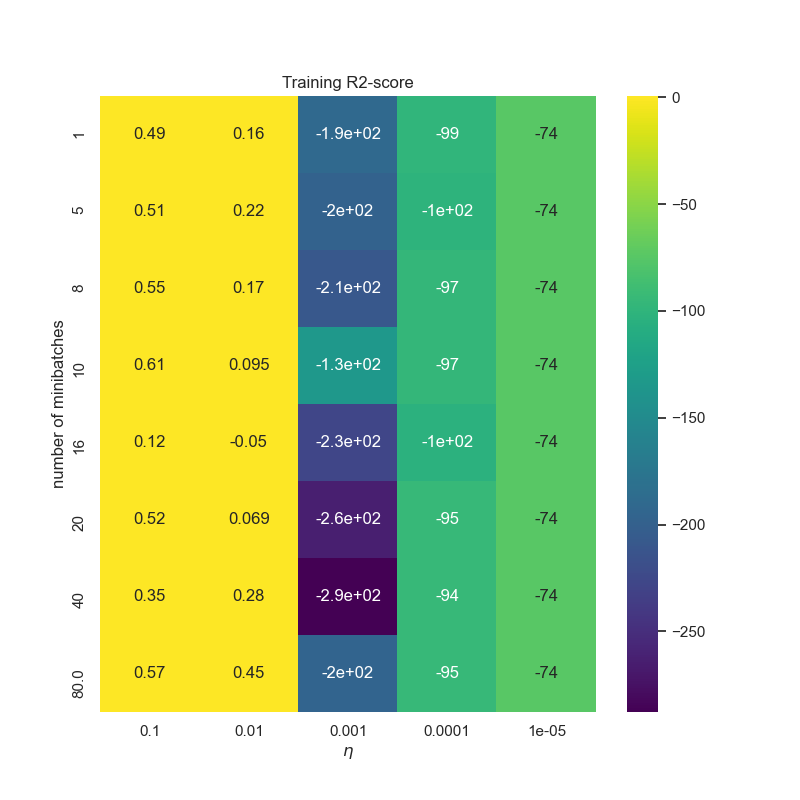 Training R2-score
number of minibatches
1 0.49 0.16 -1.9e+02 -99 -74
5 0.51 0.22 -2e+02 -1e+02 -74
8 0.55 0.17 -2.1e+02 -97 -74
10 0.61 0.095 -1.3e+02 -97 -74
16 0.12 -0.05 -2.3e+02 -1e+02 -74
20 0.52 0.069 -2.6e+02 -95 -74
40 0.35 0.28 -2.9e+02 -94 -74
80.0 0.57 0.45 -2e+02 -95 -74
0.1 0.01 0.001 0.0001 1e-05
η
0
−50
−100
−150
−200
−250